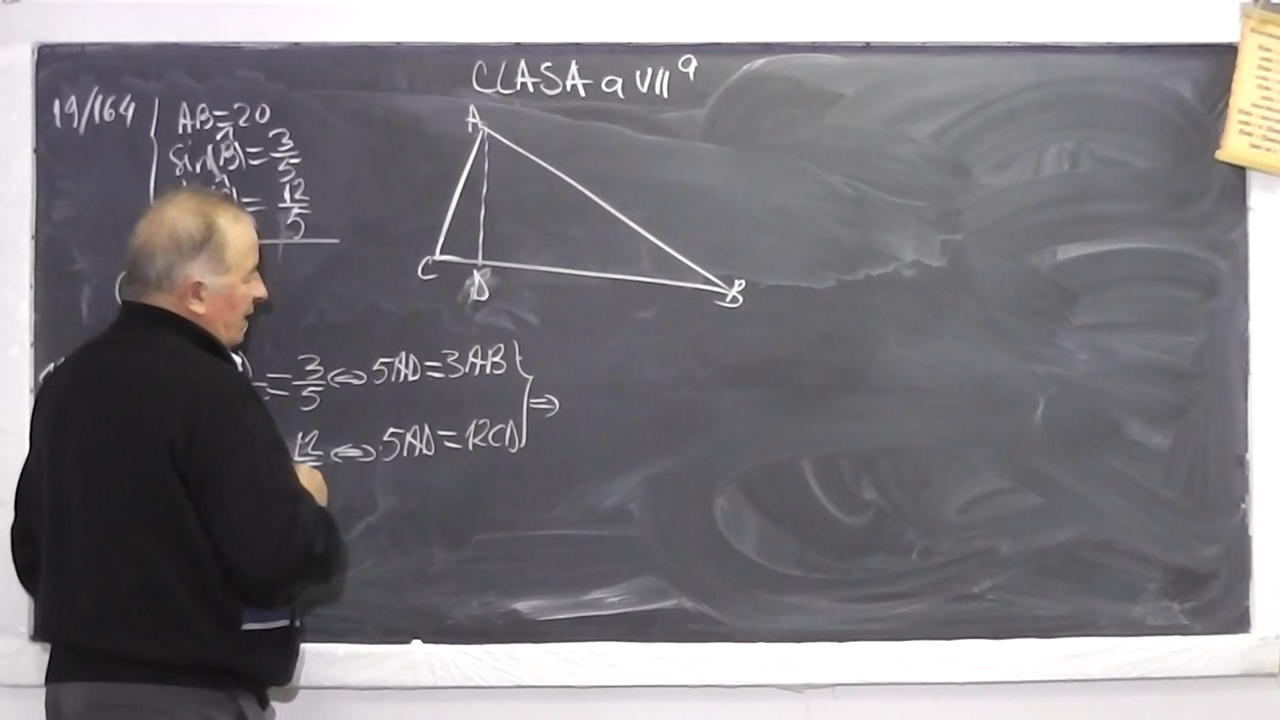 CLASA a VII a
19/164
AB=20
sin(B̂)=3/5
= 12/5
A
C
D
B
= 3/5 ⇔ 5AD=3AB
⇒
12 ⇔ 5AD=12CD